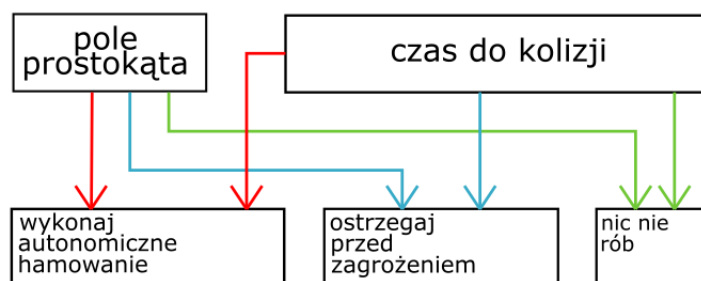 pole
prostokąta
czas do kolizji
wykonaj
autonomiczne
hamowanie
ostrzegaj
przed
zagrożeniem
nic nie
rób